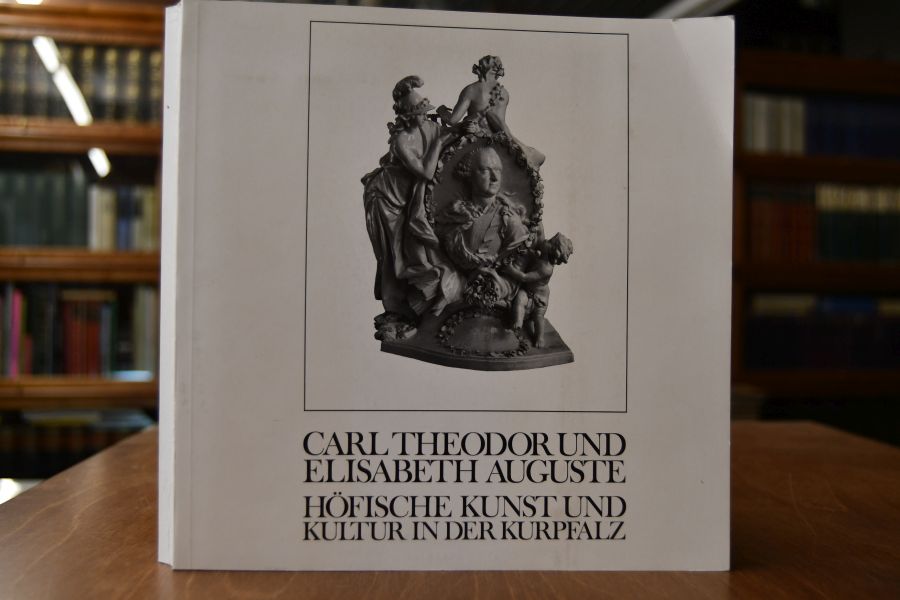 CARL THEODOR UND
ELISABETH AUGUSTE
HÖFISCHE KUNST UND
KULTUR IN DER KURPFALZ